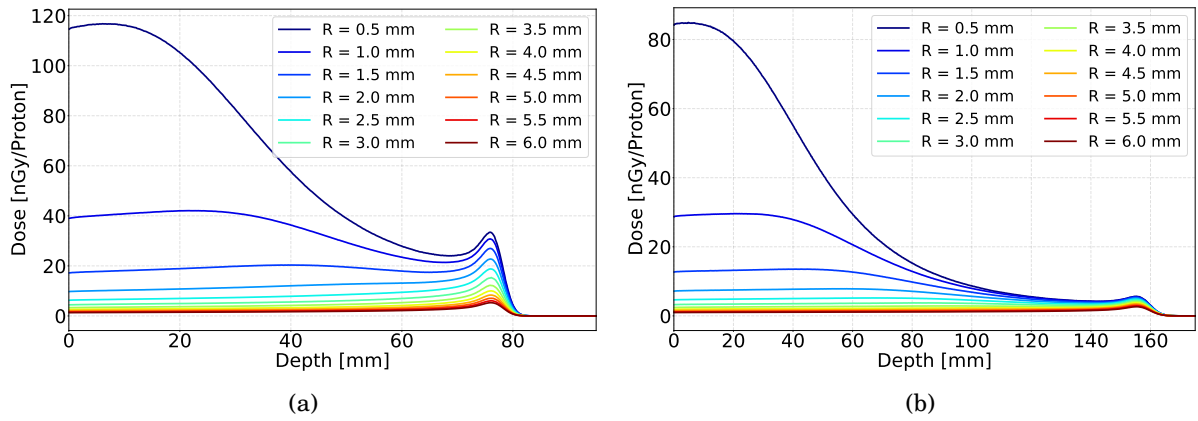 120
100
80
60
40
20
0
Dose [nGy/Proton]
R = 0.5 mm
R = 1.0 mm
R = 1.5 mm
R = 2.0 mm
R = 2.5 mm
R = 3.0 mm
R = 3.5 mm
R = 4.0 mm
R = 4.5 mm
R = 5.0 mm
R = 5.5 mm
R = 6.0 mm
0 20 40 60 80
Depth [mm]
(a)
80
60
40
20
0
Dose [nGy/Proton]
R = 0.5 mm
R = 1.0 mm
R = 1.5 mm
R = 2.0 mm
R = 2.5 mm
R = 3.0 mm
R = 3.5 mm
R = 4.0 mm
R = 4.5 mm
R = 5.0 mm
R = 5.5 mm
R = 6.0 mm
0 20 40 60 80 100 120 140 160
Depth [mm]
(b)